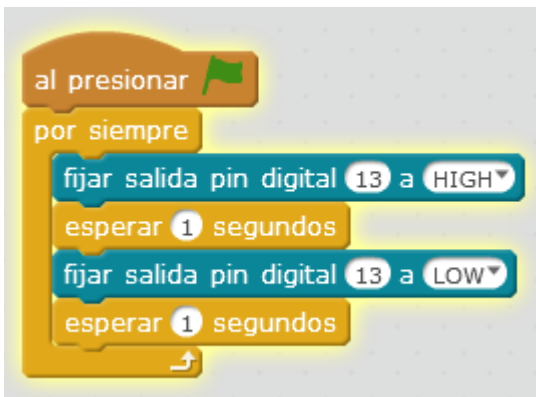 al presionar
por siempre
fijar salida pin digital 13 a HIGH
esperar 1 segundos
fijar salida pin digital 13 a LOW
esperar 1 segundos